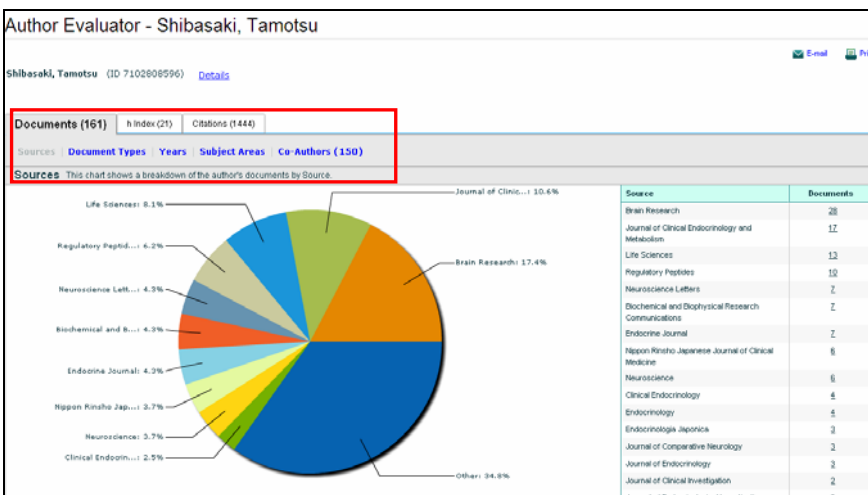 Author Evaluator - Shibasaki, Tamotsu
E-mail
Shibasaki, Tamotsu (ID 7102808596) Details
Documents (161) h Index (21) Citations (1444)
Sources | Document Types | Years | Subject Areas | Co-Authors (150)
Sources This chart shows a breakdown of the author's documents by Source.
Journal of Clinic...: 10.6%
Life Sciences: 8.1%
Regulatory Peptid...: 6.2%
Brain Research: 17.4%
Neuroscience Lett...: 4.3%
Biochemical and B...: 4.3%
Endocrine Journal: 4.3%
Nippon Rinsho Jap...: 3.7%
Neuroscience: 3.7%
Clinical Endocrin...: 2.5%
Other: 34.8%
Source Documents
Brain Research 28
Journal of Clinical Endocrinology and
Metabolism 17
Life Sciences 13
Regulatory Peptides 10
Neuroscience Letters 7
Biochemical and Biophysical Research
Communications 7
Endocrine Journal 7
Nippon Rinsho Japanese Journal of Clinical
Medicine 6
Neuroscience 6
Clinical Endocrinology 4
Endocrinology 4
Endocrinologia Japonica 3
Journal of Comparative Neurology 3
Journal of Endocrinology 3
Journal of Clinical Investigation 2